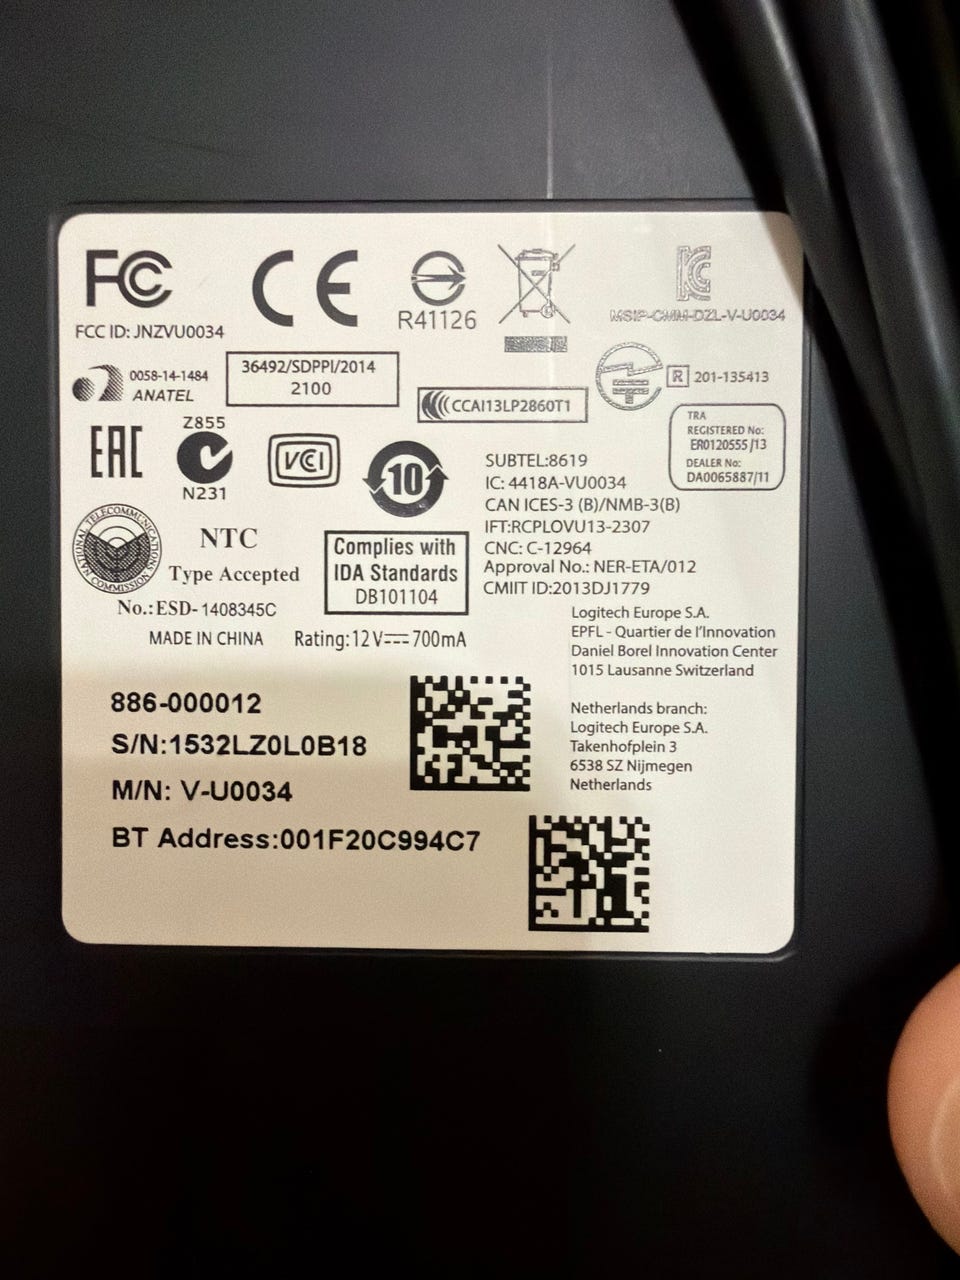 FC
CE
R41126
FCC ID: JNZVU0034
MSIP-CMM-DZL-V-U0034
0058-14-1484
ANATEL
36492/SDPPI/2014
2100
CCAI13LP2860T1
R 201-135413
TRA
REGISTERED No:
ER0120555/13
DEALER No:
DA0065887/11
EAC
Z855
N231
VCI
10
SUBTEL:8619
IC: 4418A-VU0034
CAN ICES-3 (B)/NMB-3(B)
IFT:RCPLOVU13-2307
CNC: C-12964
Approval No.: NER-ETA/012
CMIIT ID:2013DJ1779
NATIONAL TELECOMMUNICATIONS COMMISSION
NTC
Type Accepted
No.:ESD-1408345C
Complies with
IDA Standards
DB101104
MADE IN CHINA
Rating:12V⎓700mA
Logitech Europe S.A.
EPFL - Quartier de l'Innovation
Daniel Borel Innovation Center
1015 Lausanne Switzerland
886-000012
S/N:1532LZ0L0B18
M/N: V-U0034
BT Address:001F20C994C7
Netherlands branch:
Logitech Europe S.A.
Takenhofplein 3
6538 SZ Nijmegen
Netherlands